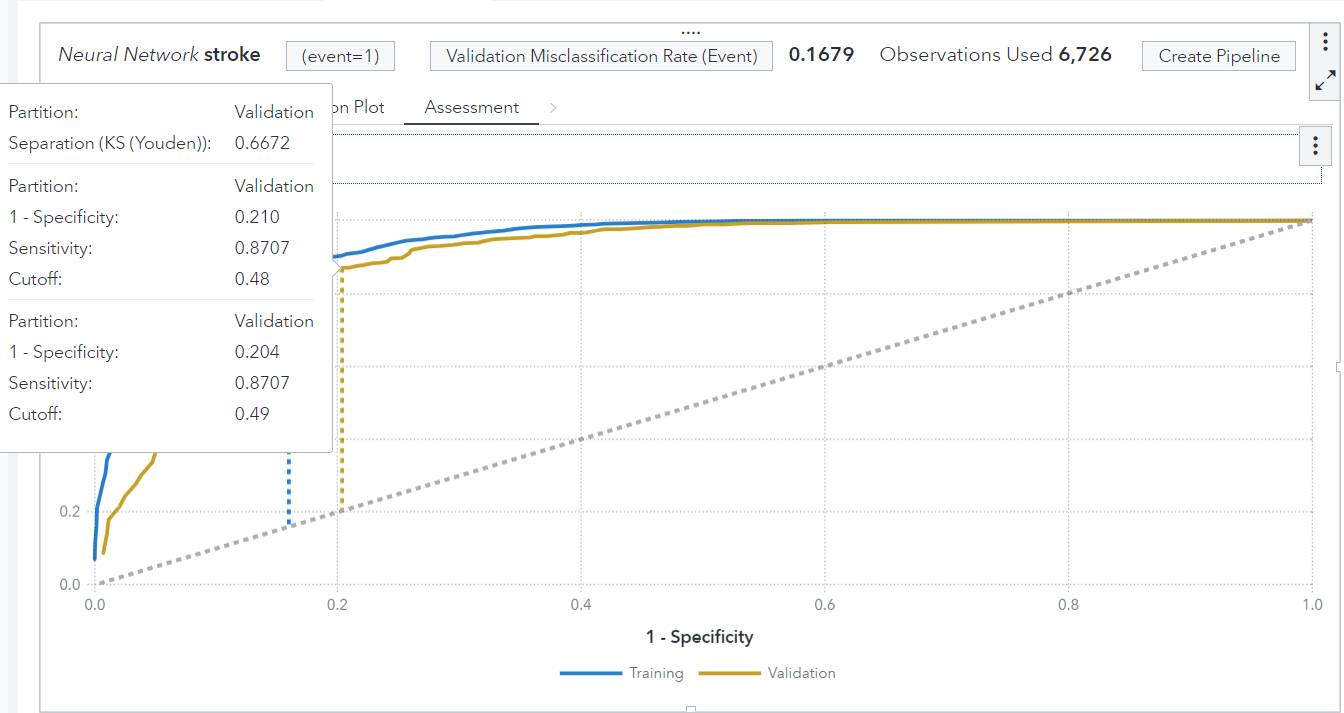 Neural Network stroke (event=1) Validation Misclassification Rate (Event) 0.1679 Observations Used 6,726 Create Pipeline
on Plot Assessment
Partition: Validation
Separation (KS (Youden)): 0.6672
Partition: Validation
1 - Specificity: 0.210
Sensitivity: 0.8707
Cutoff: 0.48
Partition: Validation
1 - Specificity: 0.204
Sensitivity: 0.8707
Cutoff: 0.49
0.2
0.0
0.0 0.2 0.4 0.6 0.8 1.0
1 - Specificity
Training Validation